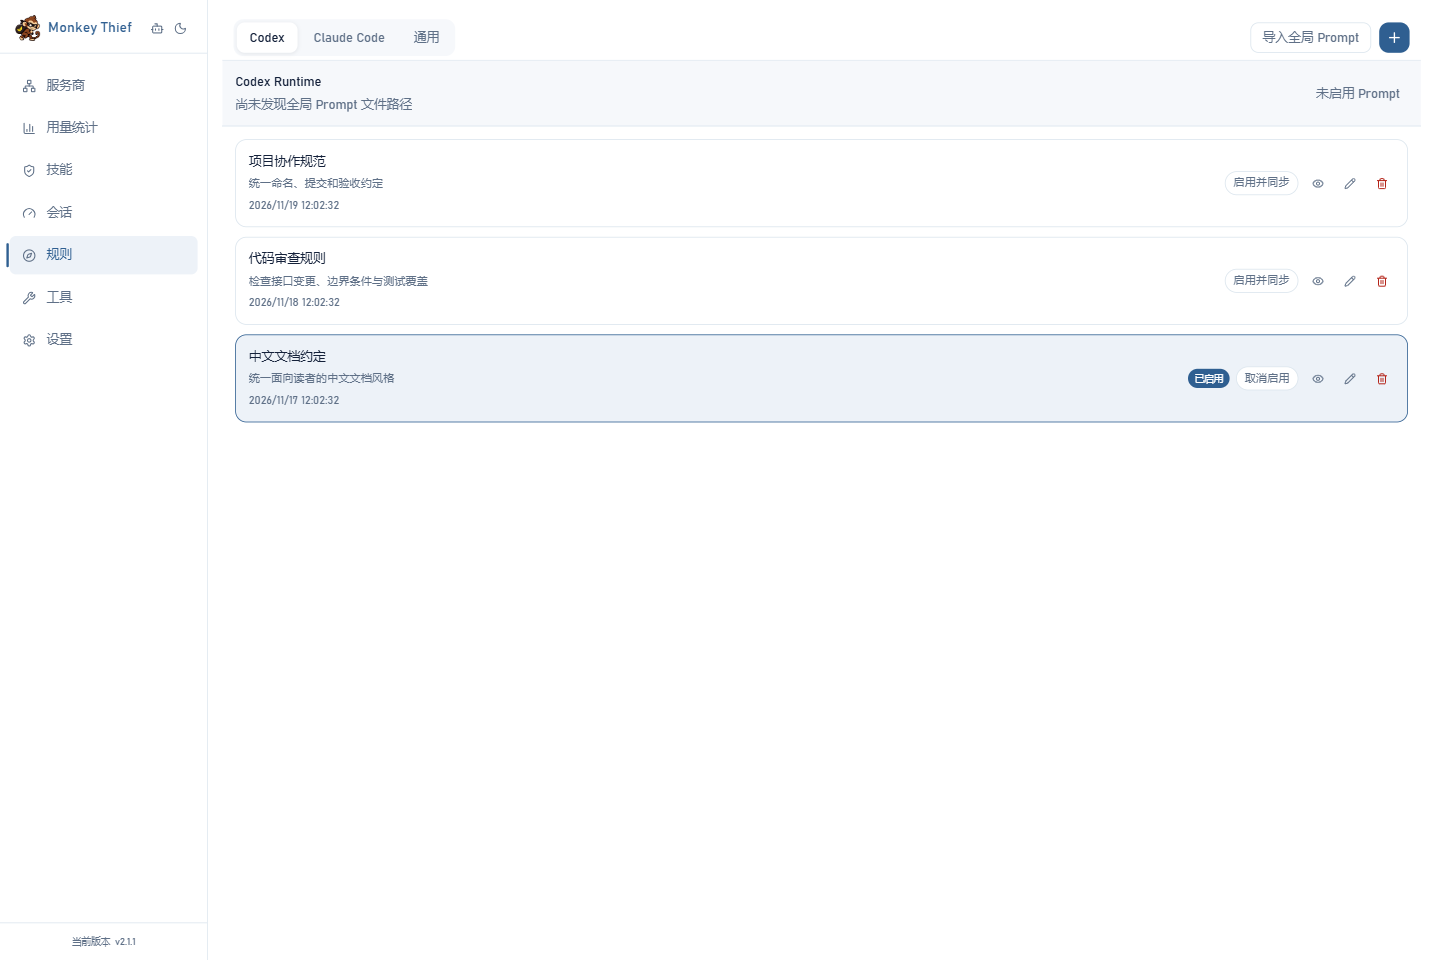 Monkey Thief
服务商
用量统计
技能
会话
规则
工具
设置
当前版本 v2.1.1
Codex
Claude Code
通用
导入全局 Prompt
Codex Runtime
尚未发现全局 Prompt 文件路径
未启用 Prompt
项目协作规范
统一命名、提交和验收约定
2026/11/19 12:02:32
启用并同步
代码审查规则
检查接口变更、边界条件与测试覆盖
2026/11/18 12:02:32
启用并同步
中文文档约定
统一面向读者的中文文档风格
2026/11/17 12:02:32
已启用
取消启用